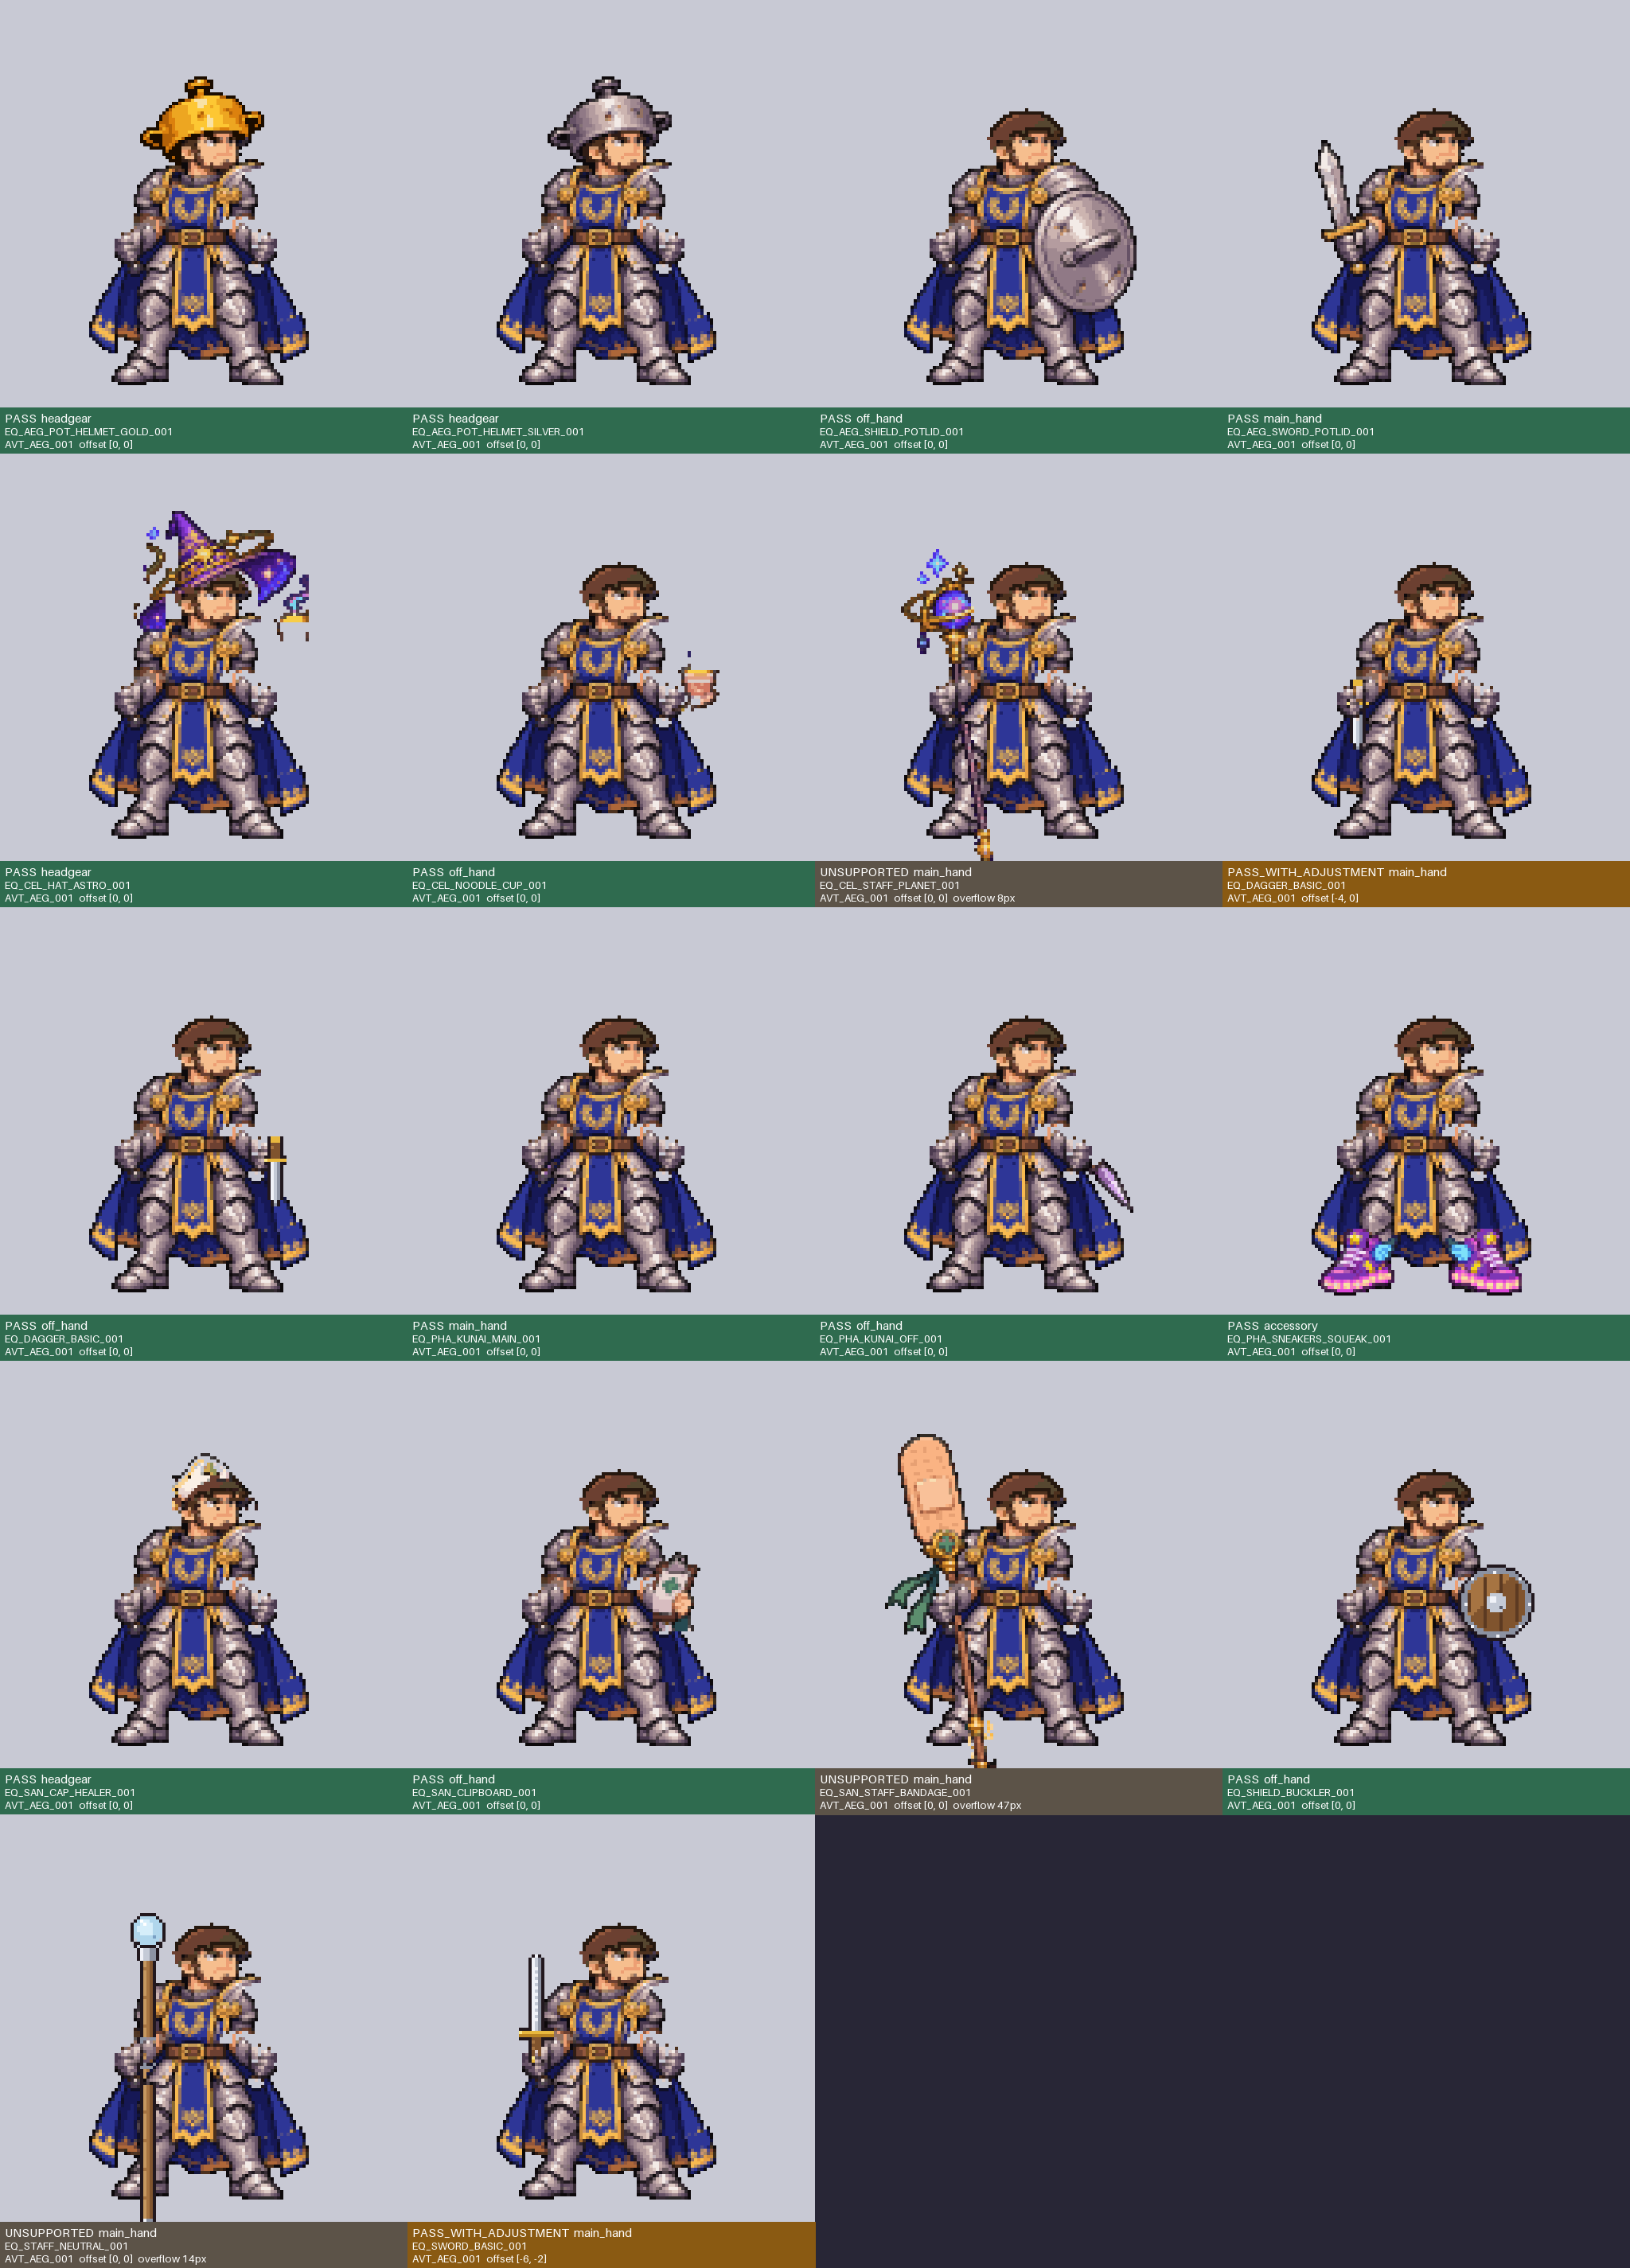 PASS headgear
EQ_AEG_POT_HELMET_GOLD_001
AVT_AEG_001 offset [0, 0]
PASS headgear
EQ_AEG_POT_HELMET_SILVER_001
AVT_AEG_001 offset [0, 0]
PASS off_hand
EQ_AEG_SHIELD_POTLID_001
AVT_AEG_001 offset [0, 0]
PASS main_hand
EQ_AEG_SWORD_POTLID_001
AVT_AEG_001 offset [0, 0]
PASS headgear
EQ_CEL_HAT_ASTRO_001
AVT_AEG_001 offset [0, 0]
PASS off_hand
EQ_CEL_NOODLE_CUP_001
AVT_AEG_001 offset [0, 0]
UNSUPPORTED main_hand
EQ_CEL_STAFF_PLANET_001
AVT_AEG_001 offset [0, 0] overflow 8px
PASS_WITH_ADJUSTMENT main_hand
EQ_DAGGER_BASIC_001
AVT_AEG_001 offset [-4, 0]
PASS off_hand
EQ_DAGGER_BASIC_001
AVT_AEG_001 offset [0, 0]
PASS main_hand
EQ_PHA_KUNAI_MAIN_001
AVT_AEG_001 offset [0, 0]
PASS off_hand
EQ_PHA_KUNAI_OFF_001
AVT_AEG_001 offset [0, 0]
PASS accessory
EQ_PHA_SNEAKERS_SQUEAK_001
AVT_AEG_001 offset [0, 0]
PASS headgear
EQ_SAN_CAP_HEALER_001
AVT_AEG_001 offset [0, 0]
PASS off_hand
EQ_SAN_CLIPBOARD_001
AVT_AEG_001 offset [0, 0]
UNSUPPORTED main_hand
EQ_SAN_STAFF_BANDAGE_001
AVT_AEG_001 offset [0, 0] overflow 47px
PASS off_hand
EQ_SHIELD_BUCKLER_001
AVT_AEG_001 offset [0, 0]
UNSUPPORTED main_hand
EQ_STAFF_NEUTRAL_001
AVT_AEG_001 offset [0, 0] overflow 14px
PASS_WITH_ADJUSTMENT main_hand
EQ_SWORD_BASIC_001
AVT_AEG_001 offset [-6, -2]